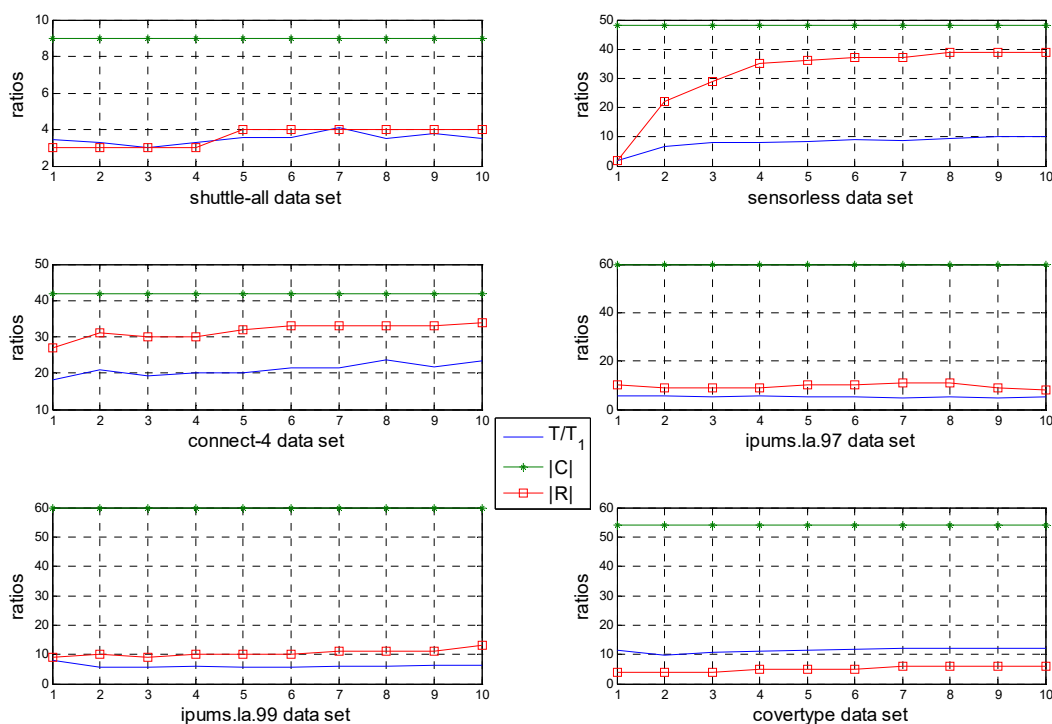 10
8
6
4
2
ratios
1 2 3 4 5 6 7 8 9 10
shuttle-all data set
50
40
30
20
10
0
ratios
1 2 3 4 5 6 7 8 9 10
sensorless data set
50
40
30
20
10
ratios
1 2 3 4 5 6 7 8 9 10
connect-4 data set
60
40
20
0
ratios
1 2 3 4 5 6 7 8 9 10
ipums.la.97 data set
T/T1
|C|
|R|
60
50
40
30
20
10
0
ratios
1 2 3 4 5 6 7 8 9 10
ipums.la.99 data set
60
50
40
30
20
10
0
ratios
1 2 3 4 5 6 7 8 9 10
covertype data set